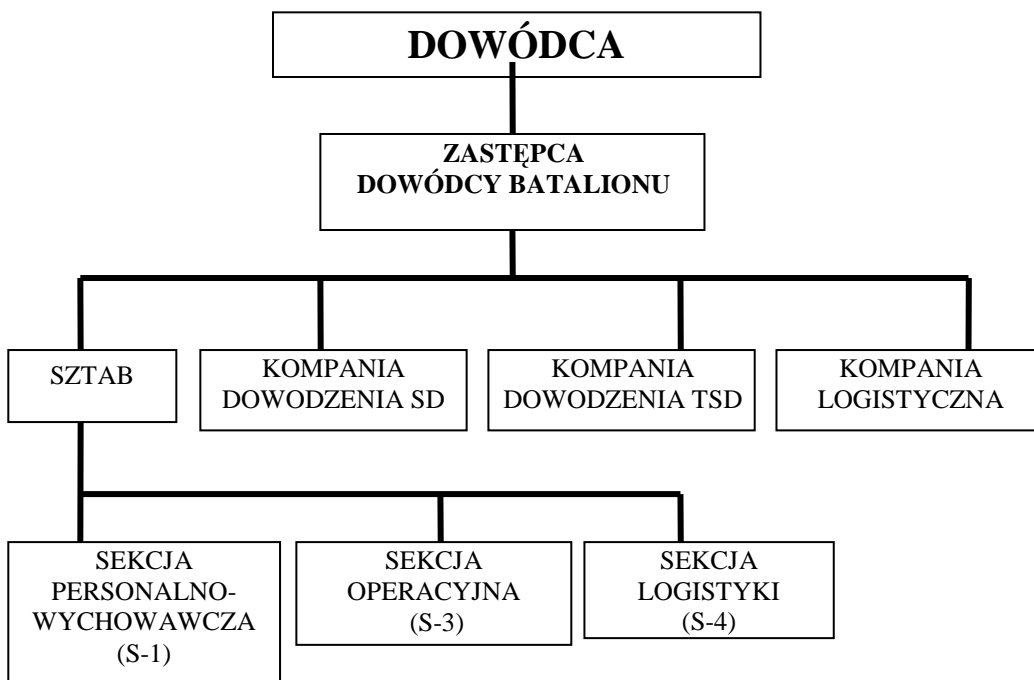 DOWÓDCA
ZASTĘPCA
DOWÓDCY BATALIONU
SZTAB
KOMPANIA
DOWODZENIA SD
KOMPANIA
DOWODZENIA TSD
KOMPANIA
LOGISTYCZNA
SEKCJA
PERSONALNO-
WYCHOWAWCZA
(S-1)
SEKCJA
OPERACYJNA
(S-3)
SEKCJA
LOGISTYKI
(S-4)